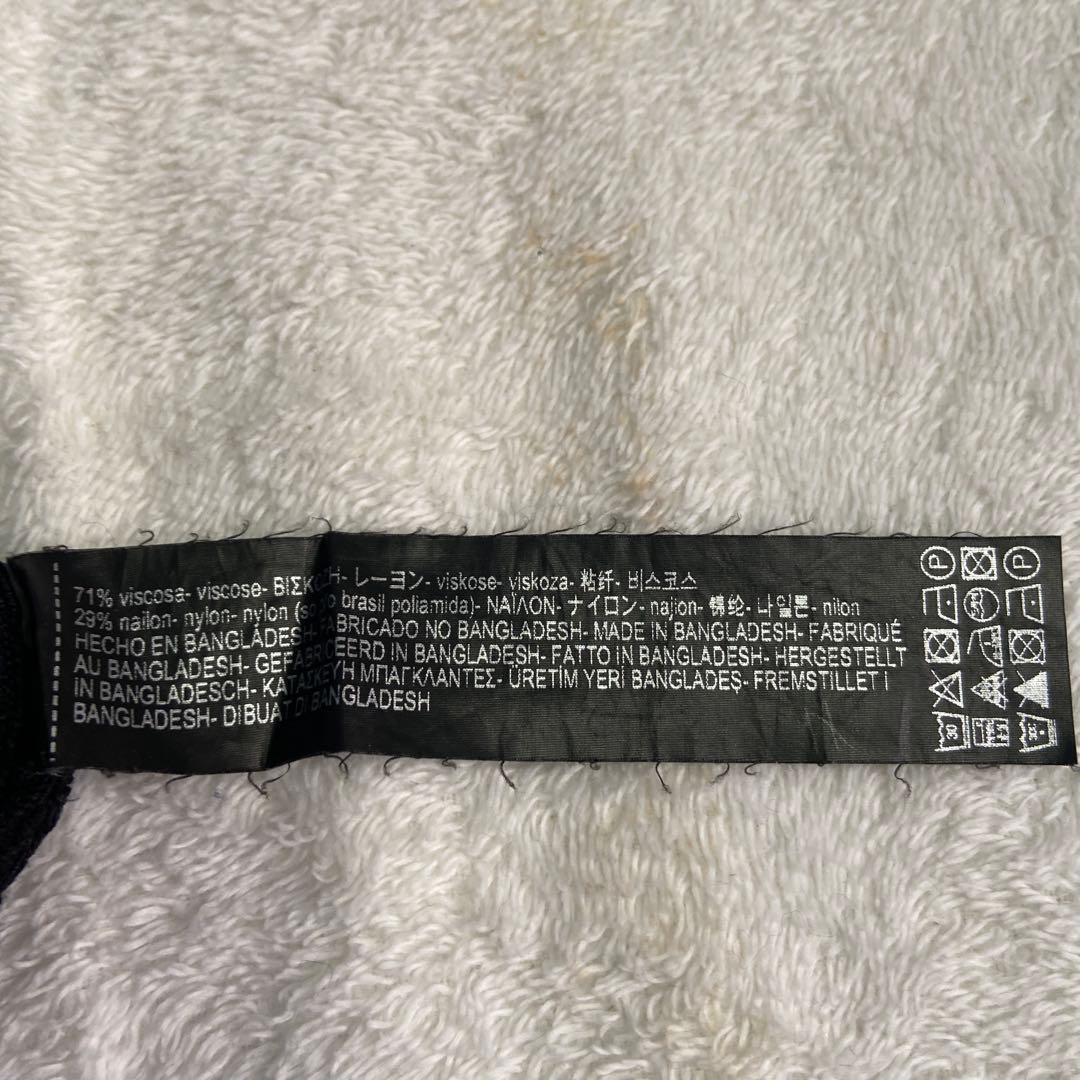 71% viscosa- viscose- ΒΙΣΚΟΖΗ- レーヨン- viskose- viskoza- 粘纤- 비스코스
29% nailon- nylon- nylon (so no brasil poliamida)- ΝΑΪΛΟΝ- ナイロン- najlon- 锦纶- 나일론- nilon
HECHO EN BANGLADESH- FABRICADO NO BANGLADESH- MADE IN BANGLADESH- FABRIQUÉ
AU BANGLADESH- GEFABRICEERD IN BANGLADESH- FATTO IN BANGLADESH- HERGESTELLT
IN BANGLADESCH- ΚΑΤΑΣΚΕΥΗ ΜΠΑΓΚΛΑΝΤΕΣ- ÜRETİM YERİ BANGLADEŞ- FREMSTILLET I
BANGLADESH- DIBUAT DI BANGLADESH
P P
30